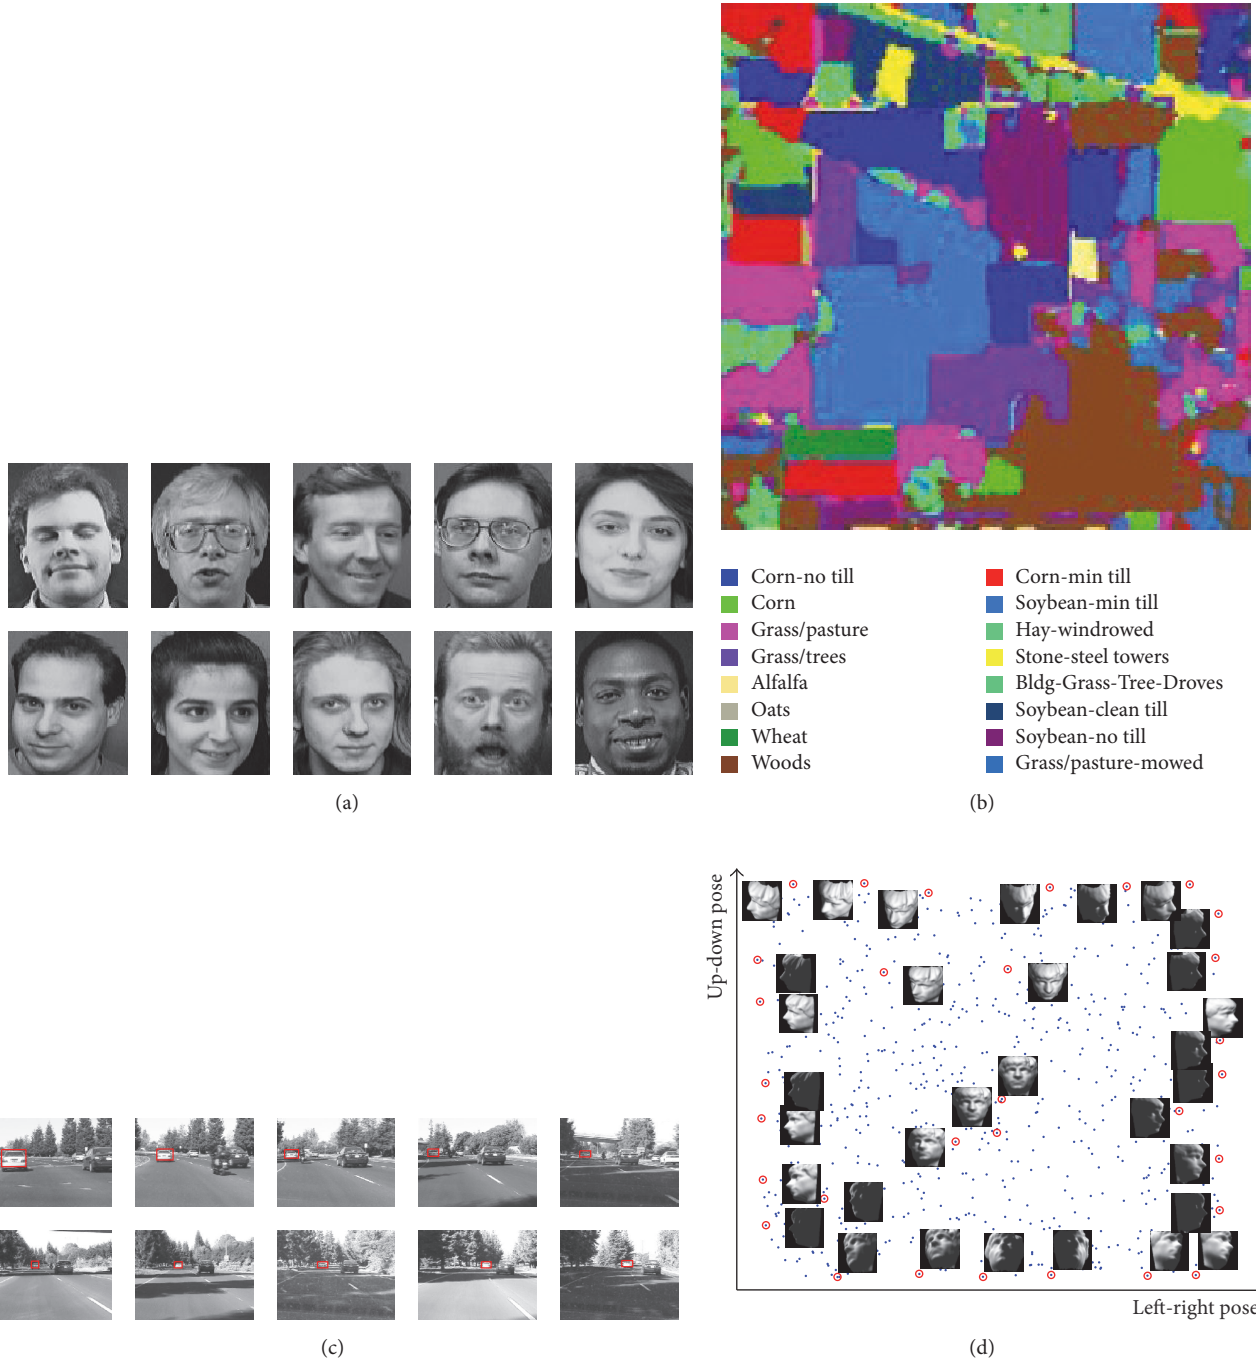 (a)
Corn-no till
Corn
Grass/pasture
Grass/trees
Alfalfa
Oats
Wheat
Woods
Corn-min till
Soybean-min till
Hay-windrowed
Stone-steel towers
Bldg-Grass-Tree-Droves
Soybean-clean till
Soybean-no till
Grass/pasture-mowed
(b)
(c)
Up-down pose
Left-right pose
(d)